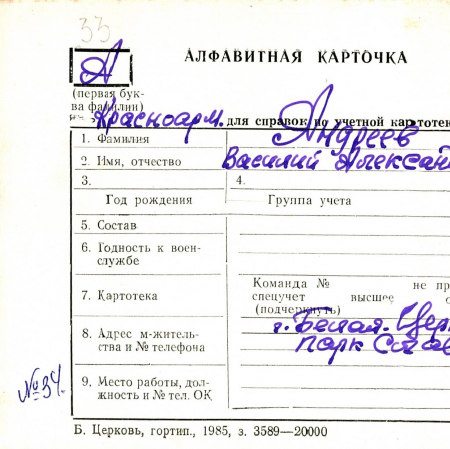 33
А
АЛФАВИТНАЯ КАРТОЧКА
(первая бук-
ва фамилии)
Красноарм. для справок по учетной картотек
1. Фамилия Андреев
2. Имя, отчество Василий Александ
3. 4.
Год рождения Группа учета
5. Состав
6. Годность к воен-
службе
Команда № не пр
7. Картотека спецучет высшее о
(подчеркнуть)
8. Адрес м-житель- г. Белая. Церк
ства и № телефона парк Слав
9. Место работы, дол-
жность и № тел. ОК
№34.
Б. Церковь, гортип., 1985, з. 3589—20000